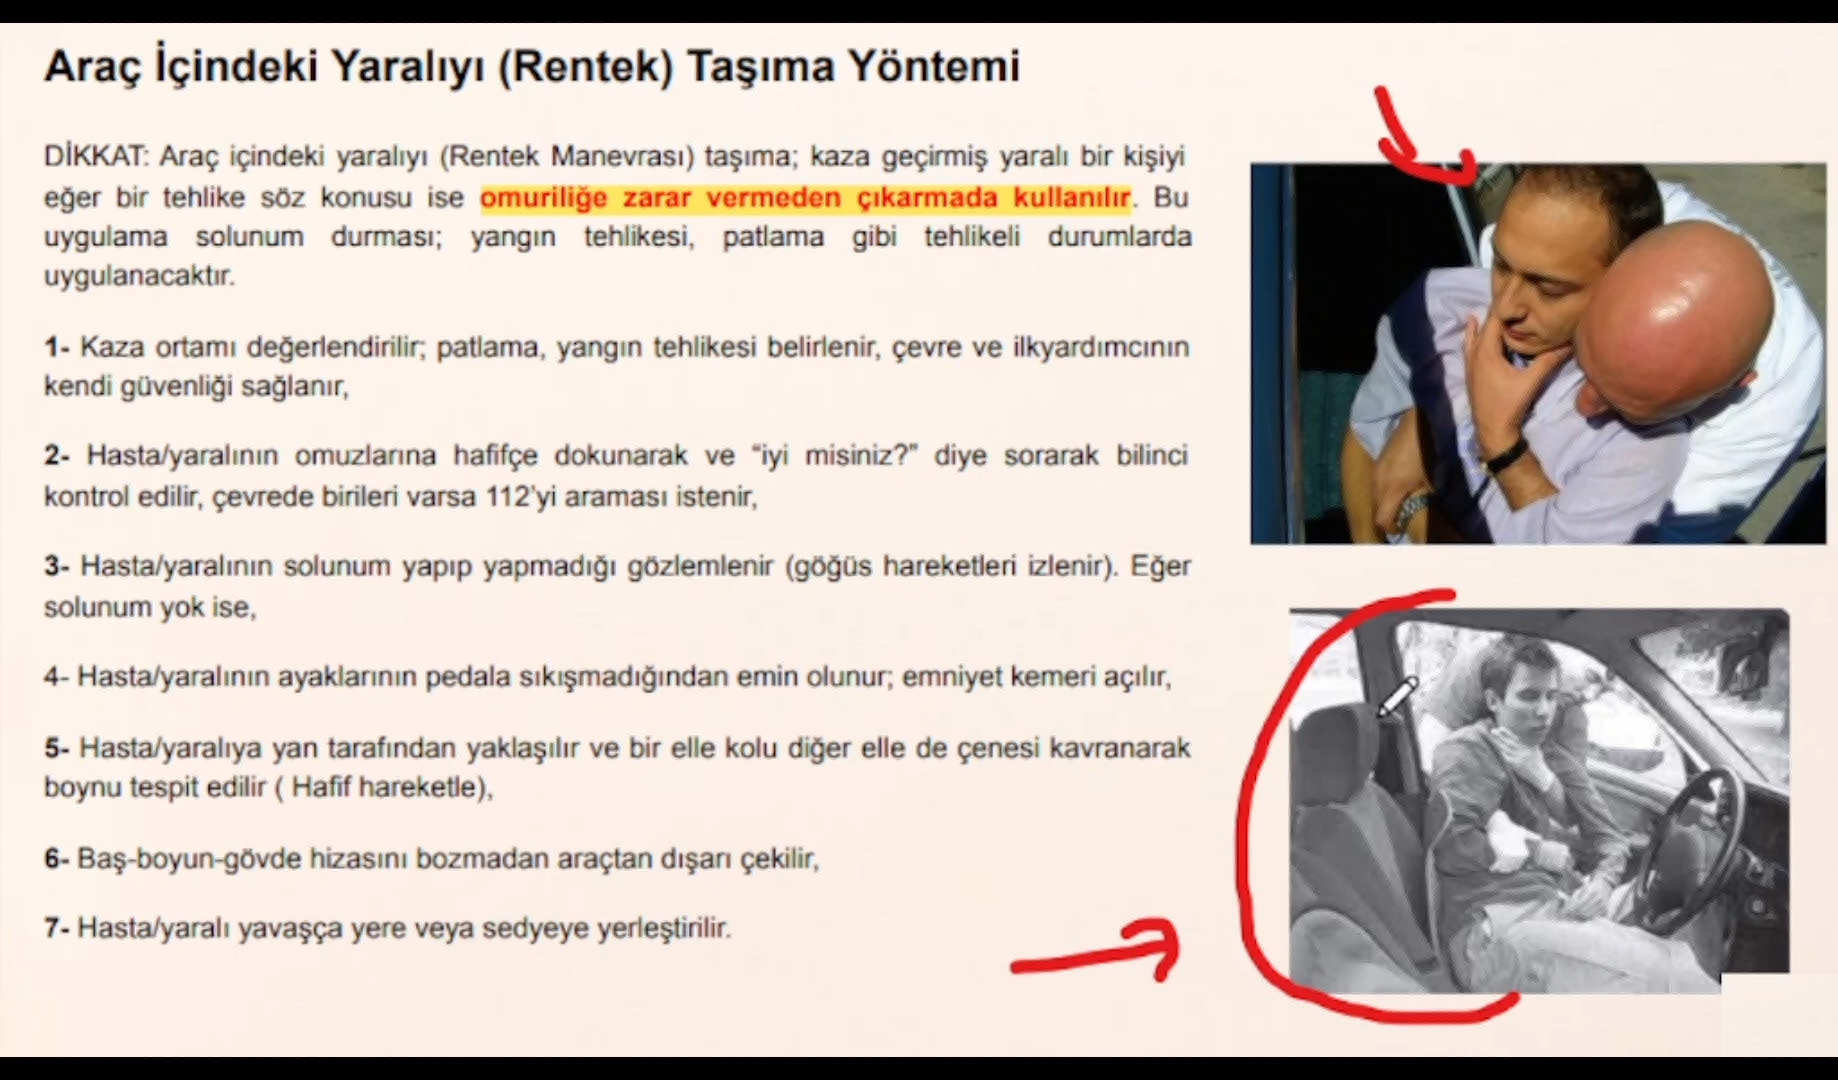 Araç İçindeki Yaralıyı (Rentek) Taşıma Yöntemi
DİKKAT: Araç içindeki yaralıyı (Rentek Manevrası) taşıma; kaza geçirmiş yaralı bir kişiyi
eğer bir tehlike söz konusu ise omuriliğe zarar vermeden çıkarmada kullanılır. Bu
uygulama solunum durması; yangın tehlikesi, patlama gibi tehlikeli durumlarda
uygulanacaktır.
1- Kaza ortamı değerlendirilir; patlama, yangın tehlikesi belirlenir, çevre ve ilkyardımcının
kendi güvenliği sağlanır,
2- Hasta/yaralının omuzlarına hafifçe dokunarak ve “iyi misiniz?” diye sorarak bilinci
kontrol edilir, çevrede birileri varsa 112’yi araması istenir,
3- Hasta/yaralının solunum yapıp yapmadığı gözlemlenir (göğüs hareketleri izlenir). Eğer
solunum yok ise,
4- Hasta/yaralının ayaklarının pedala sıkışmadığından emin olunur; emniyet kemeri açılır,
5- Hasta/yaralıya yan tarafından yaklaşılır ve bir elle kolu diğer elle de çenesi kavranarak
boynu tespit edilir ( Hafif hareketle),
6- Baş-boyun-gövde hizasını bozmadan araçtan dışarı çekilir,
7- Hasta/yaralı yavaşça yere veya sedyeye yerleştirilir.